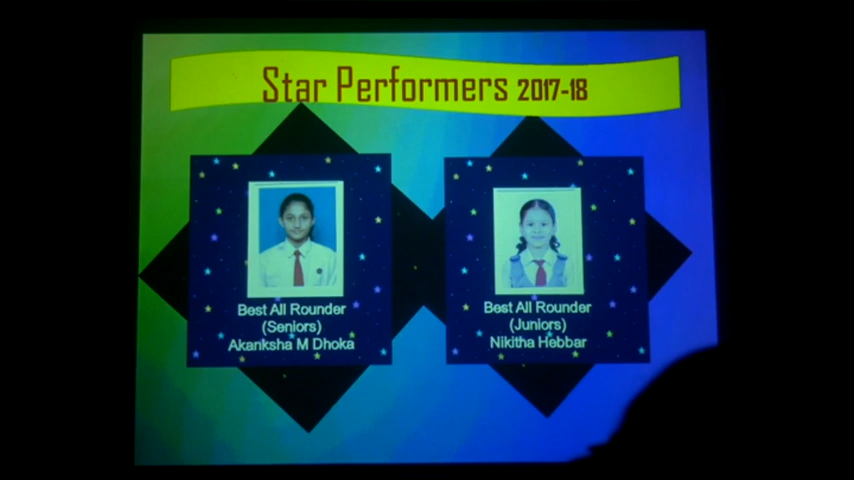 Star Performers 2017-18
Best All Rounder
(Seniors)
Akanksha M Dhoka
Best All Rounder
(Juniors)
Nikitha Hebbar